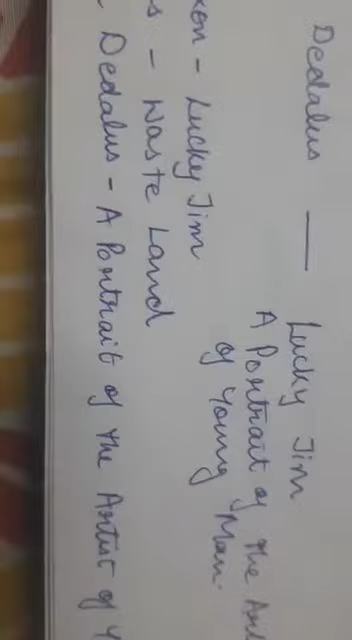 Dedalus — Lucky Jim
A Portrait of the
of Young Man.
- Lucky Jim
s - Waste Land
- Dedalus - A Portrait of the Artist of